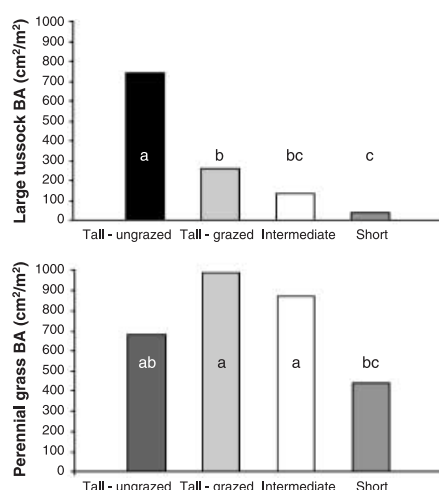 Large tussock BA (cm²/m²)
1000
900
800
700
600
500
400
300
200
100
0
a
b
bc
c
Tall - ungrazed
Tall - grazed
Intermediate
Short
Perennial grass BA (cm²/m²)
1000
900
800
700
600
500
400
300
200
100
0
ab
a
a
bc
Tall - ungrazed
Tall - grazed
Intermediate
Short